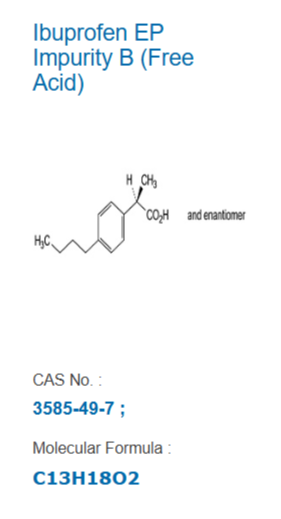 Ibuprofen EP
Impurity B (Free
Acid)
H CH3
CO2H and enantiomer
H3C
CAS No. :
3585-49-7 ;
Molecular Formula :
C13H18O2